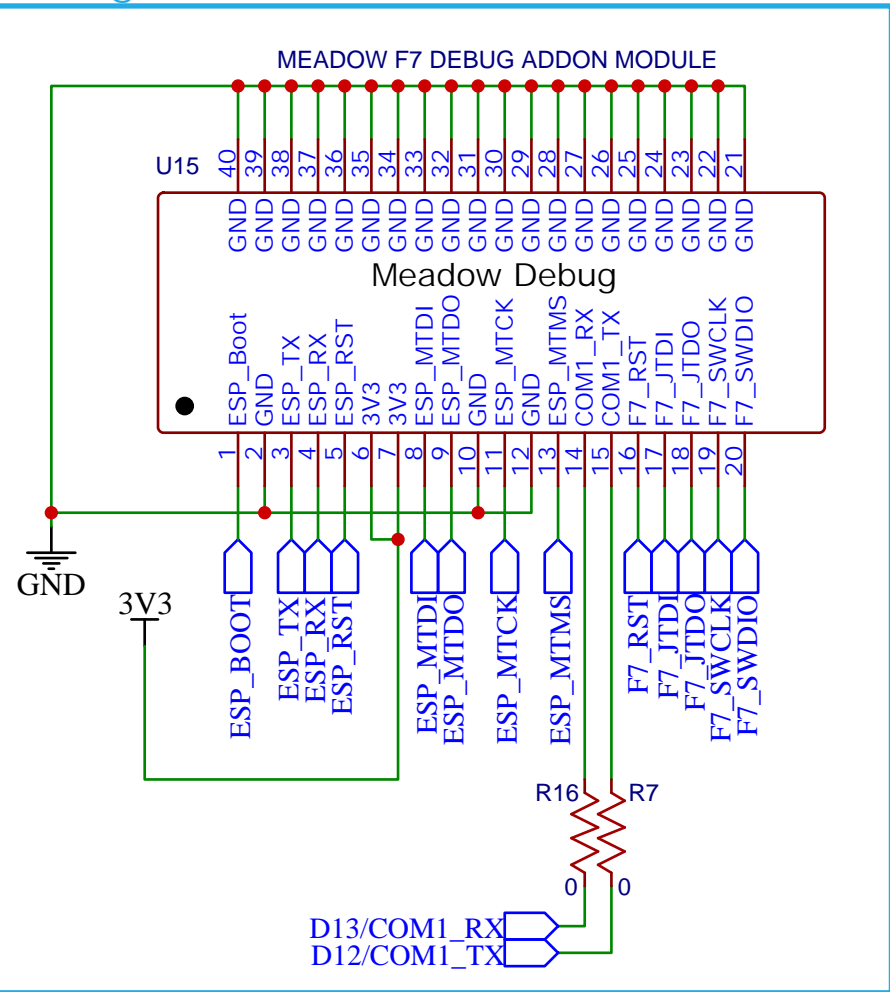 MEADOW F7 DEBUG ADDON MODULE
U15
40 39 38 37 36 35 34 33 32 31 30 29 28 27 26 25 24 23 22 21
GND GND GND GND GND GND GND GND GND GND GND GND GND GND GND GND GND GND GND GND
Meadow Debug
ESP_Boot GND ESP_TX ESP_RX ESP_RST 3V3 3V3 ESP_MTDI ESP_MTDO GND ESP_MTCK GND ESP_MTMS COM1_RX COM1_TX F7_RST F7_JTDI F7_JTDO F7_SWCLK F7_SWDIO
1 2 3 4 5 6 7 8 9 10 11 12 13 14 15 16 17 18 19 20
GND
3V3
ESP_BOOT ESP_TX ESP_RX ESP_RST ESP_MTDI ESP_MTDO ESP_MTCK ESP_MTMS F7_RST F7_JTDI F7_JTDO F7_SWCLK F7_SWDIO
R16 R7
0 0
D13/COM1_RX
D12/COM1_TX